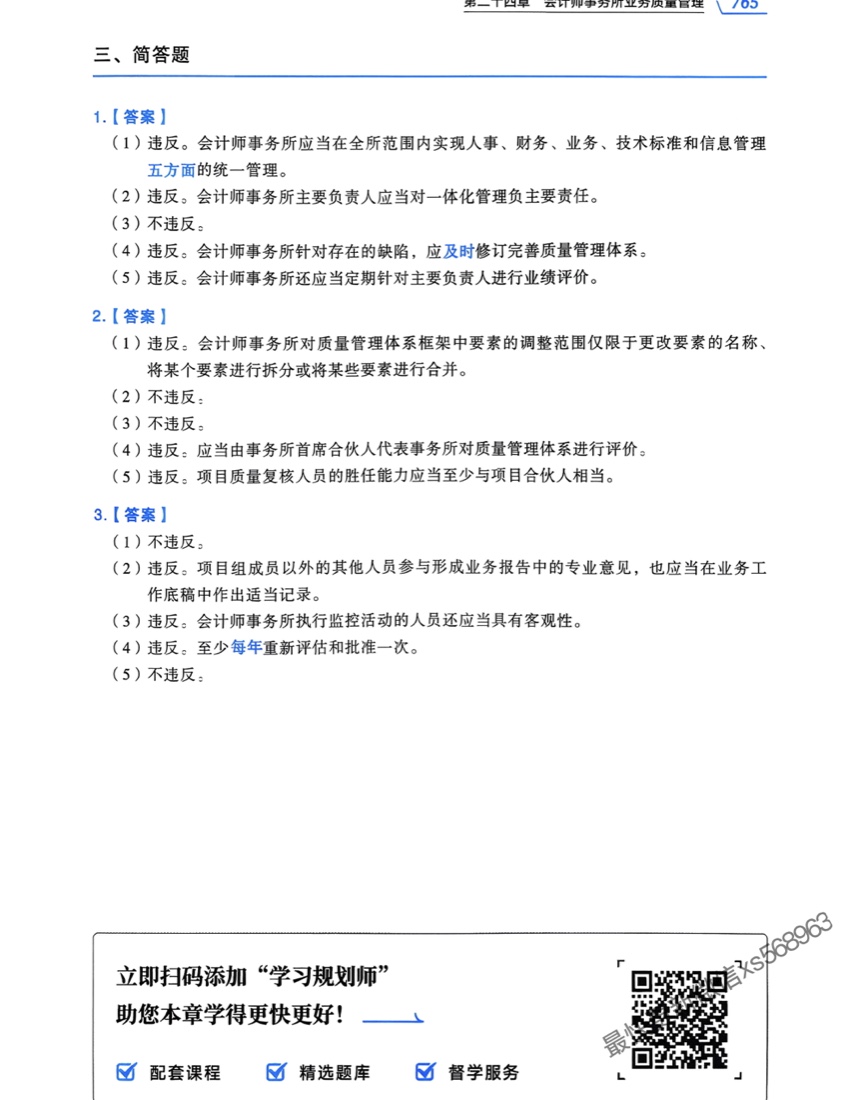 第二十四章 会计师事务所业务质量管理 765
三、简答题
1.【答案】
（1）违反。会计师事务所应当在全所范围内实现人事、财务、业务、技术标准和信息管理
五方面的统一管理。
（2）违反。会计师事务所主要负责人应当对一体化管理负主要责任。
（3）不违反。
（4）违反。会计师事务所针对存在的缺陷，应及时修订完善质量管理体系。
（5）违反。会计师事务所还应当定期针对主要负责人进行业绩评价。
2.【答案】
（1）违反。会计师事务所对质量管理体系框架中要素的调整范围仅限于更改要素的名称、
将某个要素进行拆分或将某些要素进行合并。
（2）不违反。
（3）不违反。
（4）违反。应当由事务所首席合伙人代表事务所对质量管理体系进行评价。
（5）违反。项目质量复核人员的胜任能力应当至少与项目合伙人相当。
3.【答案】
（1）不违反。
（2）违反。项目组成员以外的其他人员参与形成业务报告中的专业意见，也应当在业务工
作底稿中作出适当记录。
（3）违反。会计师事务所执行监控活动的人员还应当具有客观性。
（4）违反。至少每年重新评估和批准一次。
（5）不违反。
立即扫码添加“学习规划师”
助您本章学得更快更好！
配套课程 精选题库 督学服务
信xs568963